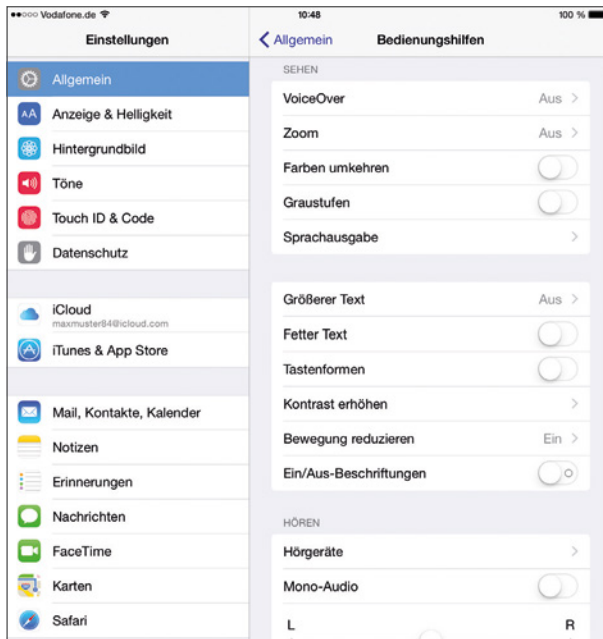 Vodafone.de
10:48
100 %
Einstellungen
Allgemein
Anzeige & Helligkeit
Hintergrundbild
Töne
Touch ID & Code
Datenschutz
iCloud
maxmuster84@icloud.com
iTunes & App Store
Mail, Kontakte, Kalender
Notizen
Erinnerungen
Nachrichten
FaceTime
Karten
Safari
Allgemein
Bedienungshilfen
SEHEN
VoiceOver Aus
Zoom Aus
Farben umkehren
Graustufen
Sprachausgabe
Größerer Text Aus
Fetter Text
Tastenformen
Kontrast erhöhen
Bewegung reduzieren Ein
Ein/Aus-Beschriftungen
HÖREN
Hörgeräte
Mono-Audio
L R